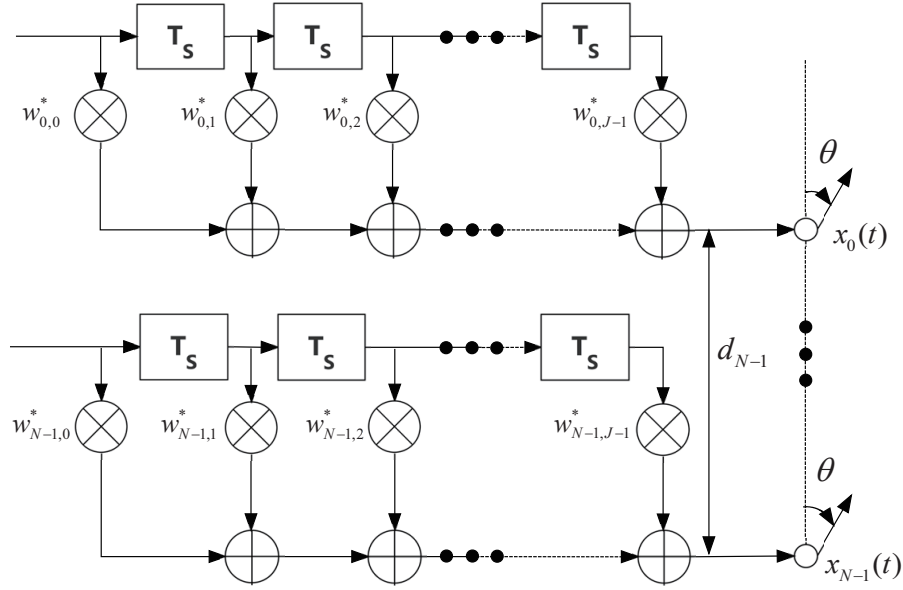 T_S T_S T_S
w^*_{0,0} w^*_{0,1} w^*_{0,2} w^*_{0,J-1}
θ
x_0(t)
d_{N-1}
T_S T_S T_S
w^*_{N-1,0} w^*_{N-1,1} w^*_{N-1,2} w^*_{N-1,J-1}
θ
x_{N-1}(t)